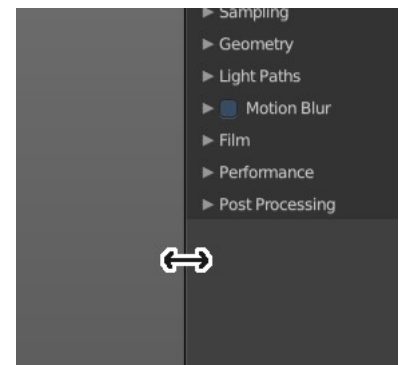 Sampling
Geometry
Light Paths
Motion Blur
Film
Performance
Post Processing